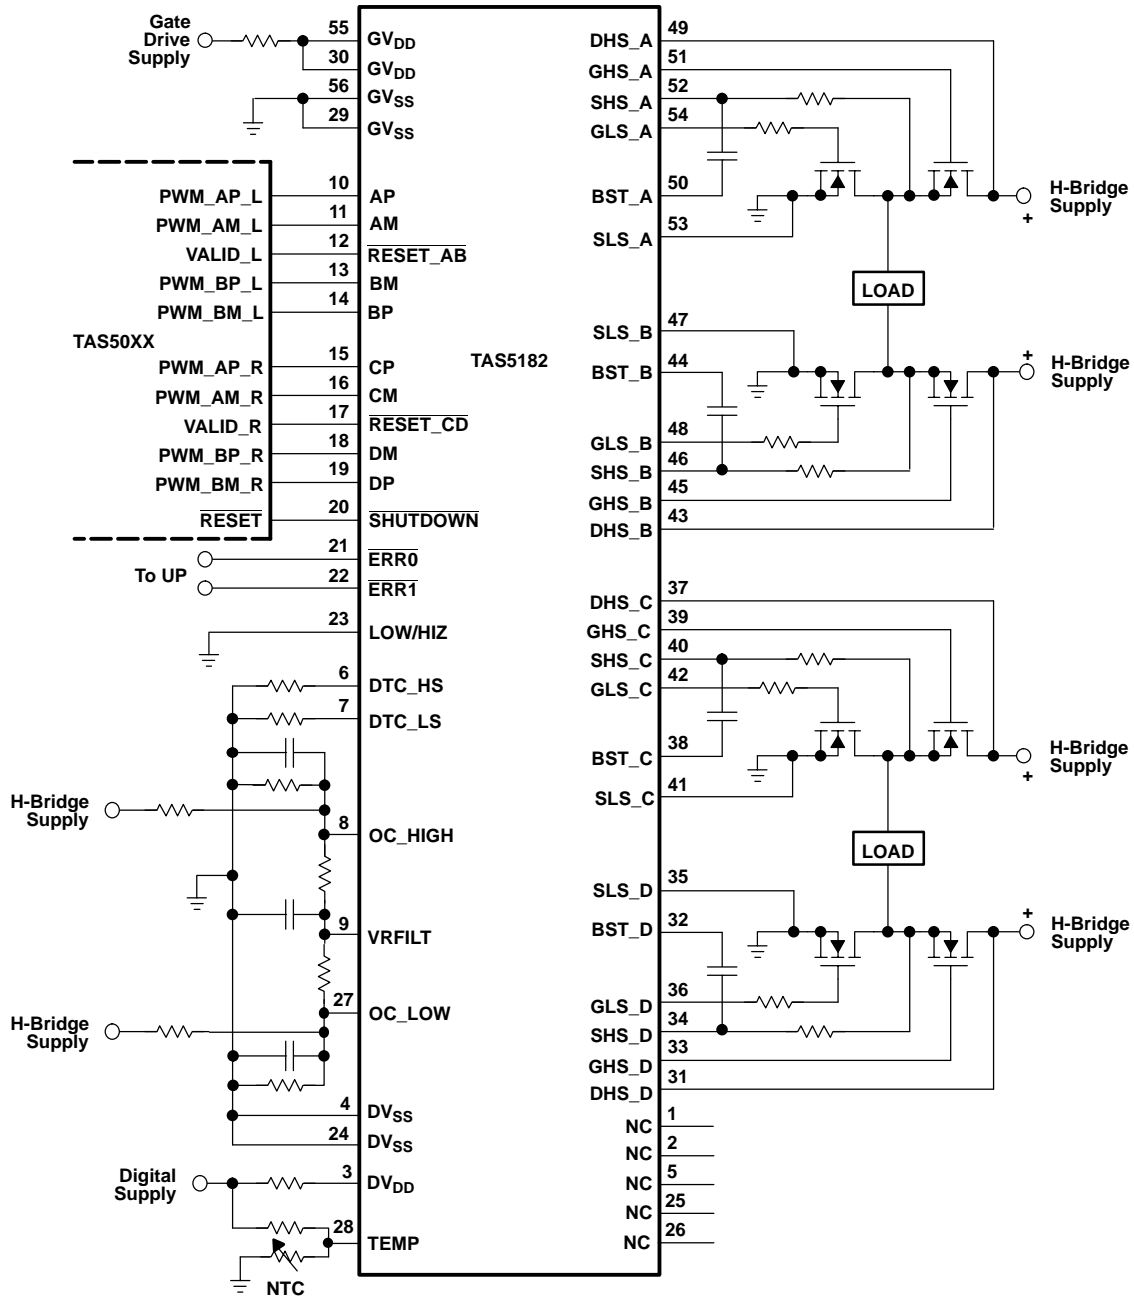 Gate
Drive
Supply
55
GVDD
30
GVDD
56
GVSS
29
GVSS
PWM_AP_L
10
AP
PWM_AM_L
11
AM
VALID_L
12
RESET_AB
PWM_BP_L
13
BM
PWM_BM_L
14
BP
TAS50XX
PWM_AP_R
15
CP
PWM_AM_R
16
CM
VALID_R
17
RESET_CD
PWM_BP_R
18
DM
PWM_BM_R
19
DP
RESET
20
SHUTDOWN
21
ERR0
To UP
22
ERR1
23
LOW/HIZ
6
DTC_HS
7
DTC_LS
H-Bridge
Supply
8
OC_HIGH
9
VRFILT
27
OC_LOW
H-Bridge
Supply
4
DVSS
24
DVSS
Digital
Supply
3
DVDD
28
TEMP
NTC
TAS5182
DHS_A
49
GHS_A
51
SHS_A
52
GLS_A
54
BST_A
50
SLS_A
53
+
H-Bridge
Supply
LOAD
SLS_B
47
BST_B
44
GLS_B
48
SHS_B
46
GHS_B
45
DHS_B
43
+
H-Bridge
Supply
DHS_C
37
GHS_C
39
SHS_C
40
GLS_C
42
BST_C
38
SLS_C
41
+
H-Bridge
Supply
LOAD
SLS_D
35
BST_D
32
GLS_D
36
SHS_D
34
GHS_D
33
DHS_D
31
+
H-Bridge
Supply
NC
1
NC
2
NC
5
NC
25
NC
26